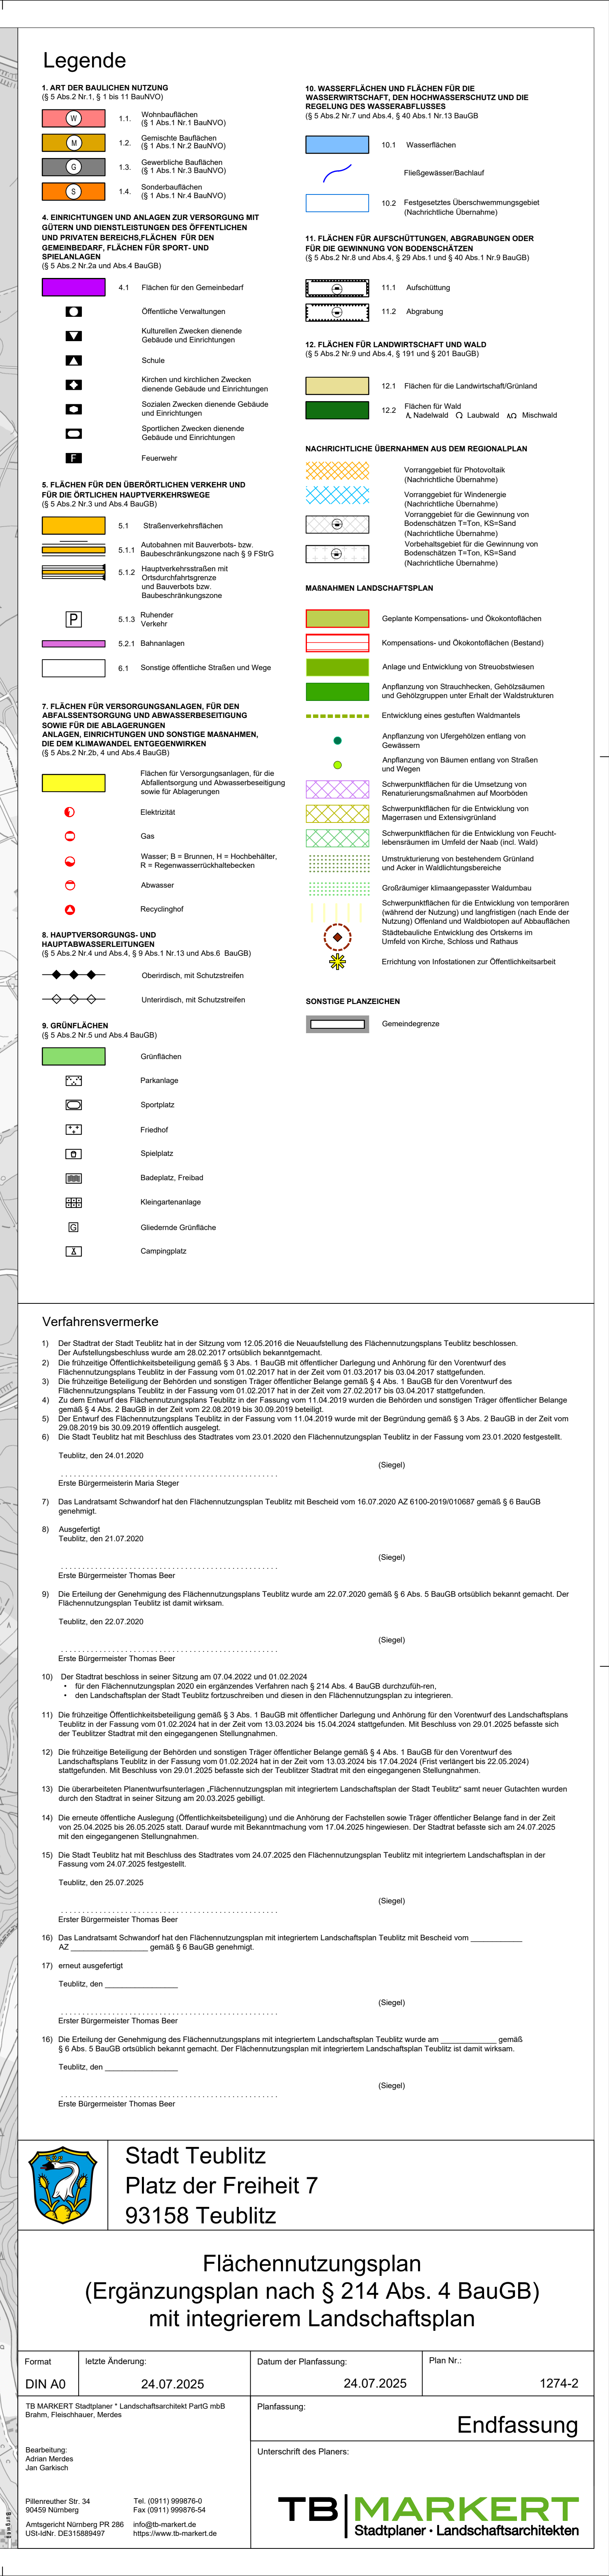 Legende
1. ART DER BAULICHEN NUTZUNG
(§ 5 Abs.2 Nr.1, § 1 bis 11 BauNVO)
W
1.1. Wohnbauflächen
(§ 1 Abs.1 Nr.1 BauNVO)
M
1.2. Gemischte Bauflächen
(§ 1 Abs.1 Nr.2 BauNVO)
G
1.3. Gewerbliche Bauflächen
(§ 1 Abs.1 Nr.3 BauNVO)
S
1.4. Sonderbauflächen
(§ 1 Abs.1 Nr.4 BauNVO)
4. EINRICHTUNGEN UND ANLAGEN ZUR VERSORGUNG MIT
GÜTERN UND DIENSTLEISTUNGEN DES ÖFFENTLICHEN
UND PRIVATEN BEREICHS,FLÄCHEN FÜR DEN
GEMEINBEDARF, FLÄCHEN FÜR SPORT- UND
SPIELANLAGEN
(§ 5 Abs.2 Nr.2a und Abs.4 BauGB)
4.1 Flächen für den Gemeinbedarf
Öffentliche Verwaltungen
Kulturellen Zwecken dienende
Gebäude und Einrichtungen
Schule
Kirchen und kirchlichen Zwecken
dienende Gebäude und Einrichtungen
Sozialen Zwecken dienende Gebäude
und Einrichtungen
Sportlichen Zwecken dienende
Gebäude und Einrichtungen
F
Feuerwehr
5. FLÄCHEN FÜR DEN ÜBERÖRTLICHEN VERKEHR UND
FÜR DIE ÖRTLICHEN HAUPTVERKEHRSWEGE
(§ 5 Abs.2 Nr.3 und Abs.4 BauGB)
5.1 Straßenverkehrsflächen
5.1.1 Autobahnen mit Bauverbots- bzw.
Baubeschränkungszone nach § 9 FStrG
5.1.2 Hauptverkehrsstraßen mit
Ortsdurchfahrtsgrenze
und Bauverbots bzw.
Baubeschränkungszone
P
5.1.3 Ruhender
Verkehr
5.2.1 Bahnanlagen
6.1 Sonstige öffentliche Straßen und Wege
7. FLÄCHEN FÜR VERSORGUNGSANLAGEN, FÜR DEN
ABFALLSENTSORGUNG UND ABWASSERBESEITIGUNG
SOWIE FÜR DIE ABLAGERUNGEN
ANLAGEN, EINRICHTUNGEN UND SONSTIGE MAßNAHMEN,
DIE DEM KLIMAWANDEL ENTGEGENWIRKEN
(§ 5 Abs.2 Nr.2b, 4 und Abs.4 BauGB)
Flächen für Versorgungsanlagen, für die
Abfallentsorgung und Abwasserbeseitigung
sowie für Ablagerungen
Elektrizität
Gas
Wasser; B = Brunnen, H = Hochbehälter,
R = Regenwasserrückhaltebecken
Abwasser
Recyclinghof
8. HAUPTVERSORGUNGS- UND
HAUPTABWASSERLEITUNGEN
(§ 5 Abs.2 Nr.4 und Abs.4, § 9 Abs.1 Nr.13 und Abs.6 BauGB)
Oberirdisch, mit Schutzstreifen
Unterirdisch, mit Schutzstreifen
9. GRÜNFLÄCHEN
(§ 5 Abs.2 Nr.5 und Abs.4 BauGB)
Grünflächen
Parkanlage
Sportplatz
Friedhof
Spielplatz
Badeplatz, Freibad
Kleingartenanlage
G
Gliedernde Grünfläche
Campingplatz
10. WASSERFLÄCHEN UND FLÄCHEN FÜR DIE
WASSERWIRTSCHAFT, DEN HOCHWASSERSCHUTZ UND DIE
REGELUNG DES WASSERABFLUSSES
(§ 5 Abs.2 Nr.7 und Abs.4, § 40 Abs.1 Nr.13 BauGB
10.1 Wasserflächen
Fließgewässer/Bachlauf
10.2 Festgesetztes Überschwemmungsgebiet
(Nachrichtliche Übernahme)
11. FLÄCHEN FÜR AUFSCHÜTTUNGEN, ABGRABUNGEN ODER
FÜR DIE GEWINNUNG VON BODENSCHÄTZEN
(§ 5 Abs.2 Nr.8 und Abs.4, § 29 Abs.1 und § 40 Abs.1 Nr.9 BauGB)
11.1 Aufschüttung
11.2 Abgrabung
12. FLÄCHEN FÜR LANDWIRTSCHAFT UND WALD
(§ 5 Abs.2 Nr.9 und Abs.4, § 191 und § 201 BauGB)
12.1 Flächen für die Landwirtschaft/Grünland
12.2 Flächen für Wald
Nadelwald Laubwald Mischwald
NACHRICHTLICHE ÜBERNAHMEN AUS DEM REGIONALPLAN
Vorranggebiet für Photovoltaik
(Nachrichtliche Übernahme)
Vorranggebiet für Windenergie
(Nachrichtliche Übernahme)
Vorranggebiet für die Gewinnung von
Bodenschätzen T=Ton, KS=Sand
(Nachrichtliche Übernahme)
Vorbehaltsgebiet für die Gewinnung von
Bodenschätzen T=Ton, KS=Sand
(Nachrichtliche Übernahme)
MAßNAHMEN LANDSCHAFTSPLAN
Geplante Kompensations- und Ökokontoflächen
Kompensations- und Ökokontoflächen (Bestand)
Anlage und Entwicklung von Streuobstwiesen
Anpflanzung von Strauchhecken, Gehölzsäumen
und Gehölzgruppen unter Erhalt der Waldstrukturen
Entwicklung eines gestuften Waldmantels
Anpflanzung von Ufergehölzen entlang von
Gewässern
Anpflanzung von Bäumen entlang von Straßen
und Wegen
Schwerpunktflächen für die Umsetzung von
Renaturierungsmaßnahmen auf Moorböden
Schwerpunktflächen für die Entwicklung von
Magerrasen und Extensivgrünland
Schwerpunktflächen für die Entwicklung von Feucht-
lebensräumen im Umfeld der Naab (incl. Wald)
Umstrukturierung von bestehendem Grünland
und Acker in Waldlichtungsbereiche
Großräumiger klimaangepasster Waldumbau
Schwerpunktflächen für die Entwicklung von temporären
(während der Nutzung) und langfristigen (nach Ende der
Nutzung) Offenland und Waldbiotopen auf Abbauflächen
Städtebauliche Entwicklung des Ortskerns im
Umfeld von Kirche, Schloss und Rathaus
Errichtung von Infostationen zur Öffentlichkeitsarbeit
SONSTIGE PLANZEICHEN
Gemeindegrenze
Verfahrensvermerke
1) Der Stadtrat der Stadt Teublitz hat in der Sitzung vom 12.05.2016 die Neuaufstellung des Flächennutzungsplans Teublitz beschlossen.
Der Aufstellungsbeschluss wurde am 28.02.2017 ortsüblich bekanntgemacht.
2) Die frühzeitige Öffentlichkeitsbeteiligung gemäß § 3 Abs. 1 BauGB mit öffentlicher Darlegung und Anhörung für den Vorentwurf des
Flächennutzungsplans Teublitz in der Fassung vom 01.02.2017 hat in der Zeit vom 01.03.2017 bis 03.04.2017 stattgefunden.
3) Die frühzeitige Beteiligung der Behörden und sonstigen Träger gemäß § 4 Abs. 1 BauGB für den Vorentwurf des
Flächennutzungsplans Teublitz in der Fassung vom 01.02.2017 hat in der Zeit vom 27.02.2017 bis 03.04.2017 stattgefunden.
4) Zu dem Entwurf des Flächennutzungsplans Teublitz in der Fassung vom 11.04.2019 wurden die Behörden und sonstigen Träger öffentlicher Belange
gemäß § 4 Abs. 2 BauGB in der Zeit vom 22.08.2019 bis 30.09.2019 beteiligt.
5) Der Entwurf des Flächennutzungsplans Teublitz in der Fassung vom 11.04.2019 wurde mit der Begründung gemäß § 3 Abs. 2 BauGB in der Zeit vom
29.08.2019 bis 30.09.2019 öffentlich ausgelegt.
6) Die Stadt Teublitz hat mit Beschluss des Stadtrates vom 23.01.2020 den Flächennutzungsplan Teublitz in der Fassung vom 23.01.2020 festgestellt.
Teublitz, den 24.01.2020
(Siegel)
Erste Bürgermeisterin Maria Steger
7) Das Landratsamt Schwandorf hat den Flächennutzungsplan Teublitz mit Bescheid vom 16.07.2020 AZ 6100-2019/010687 gemäß § 6 BauGB
genehmigt.
8) Ausgefertigt
Teublitz, den 21.07.2020
(Siegel)
Erste Bürgermeister Thomas Beer
9) Die Erteilung der Genehmigung des Flächennutzungsplans Teublitz wurde am 22.07.2020 gemäß § 6 Abs. 5 BauGB ortsüblich bekannt gemacht. Der
Flächennutzungsplan Teublitz ist damit wirksam.
Teublitz, den 22.07.2020
(Siegel)
Erste Bürgermeister Thomas Beer
10) Der Stadtrat beschloss in seiner Sitzung am 07.04.2022 und 01.02.2024
• für den Flächennutzungsplan 2020 ein ergänzendes Verfahren nach § 214 Abs. 4 BauGB durchzufüh-ren,
• den Landschaftsplan der Stadt Teublitz fortzuschreiben und diesen in den Flächennutzungsplan zu integrieren.
11) Die frühzeitige Öffentlichkeitsbeteiligung gemäß § 3 Abs. 1 BauGB mit öffentlicher Darlegung und Anhörung für den Vorentwurf des Landschaftsplans
Teublitz in der Fassung vom 01.02.2024 hat in der Zeit vom 13.03.2024 bis 15.04.2024 stattgefunden. Mit Beschluss von 29.01.2025 befasste sich
der Teublitzer Stadtrat mit den eingegangenen Stellungnahmen.
12) Die frühzeitige Beteiligung der Behörden und sonstigen Träger öffentlicher Belange gemäß § 4 Abs. 1 BauGB für den Vorentwurf des
Landschaftsplans Teublitz in der Fassung vom 01.02.2024 hat in der Zeit vom 13.03.2024 bis 17.04.2024 (Frist verlängert bis 22.05.2024)
stattgefunden. Mit Beschluss von 29.01.2025 befasste sich der Teublitzer Stadtrat mit den eingegangenen Stellungnahmen.
13) Die überarbeiteten Planentwurfsunterlagen „Flächennutzungsplan mit integriertem Landschaftsplan der Stadt Teublitz“ samt neuer Gutachten wurden
durch den Stadtrat in seiner Sitzung am 20.03.2025 gebilligt.
14) Die erneute öffentliche Auslegung (Öffentlichkeitsbeteiligung) und die Anhörung der Fachstellen sowie Träger öffentlicher Belange fand in der Zeit
von 25.04.2025 bis 26.05.2025 statt. Darauf wurde mit Bekanntmachung vom 17.04.2025 hingewiesen. Der Stadtrat befasste sich am 24.07.2025
mit den eingegangenen Stellungnahmen.
15) Die Stadt Teublitz hat mit Beschluss des Stadtrates vom 24.07.2025 den Flächennutzungsplan Teublitz mit integriertem Landschaftsplan in der
Fassung vom 24.07.2025 festgestellt.
Teublitz, den 25.07.2025
(Siegel)
Erster Bürgermeister Thomas Beer
16) Das Landratsamt Schwandorf hat den Flächennutzungsplan mit integriertem Landschaftsplan Teublitz mit Bescheid vom ____________
AZ __________________ gemäß § 6 BauGB genehmigt.
17) erneut ausgefertigt
Teublitz, den _________________
(Siegel)
Erster Bürgermeister Thomas Beer
16) Die Erteilung der Genehmigung des Flächennutzungsplans mit integriertem Landschaftsplan Teublitz wurde am _____________ gemäß
§ 6 Abs. 5 BauGB ortsüblich bekannt gemacht. Der Flächennutzungsplan mit integriertem Landschaftsplan Teublitz ist damit wirksam.
Teublitz, den _________________
(Siegel)
Erste Bürgermeister Thomas Beer
Stadt Teublitz
Platz der Freiheit 7
93158 Teublitz
Flächennutzungsplan
(Ergänzungsplan nach § 214 Abs. 4 BauGB)
mit integrierem Landschaftsplan
Format
DIN A0
letzte Änderung:
24.07.2025
Datum der Planfassung:
24.07.2025
Plan Nr.:
1274-2
TB MARKERT Stadtplaner * Landschaftsarchitekt PartG mbB
Brahm, Fleischhauer, Merdes
Bearbeitung:
Adrian Merdes
Jan Garkisch
Pillenreuther Str. 34
90459 Nürnberg
Tel. (0911) 999876-0
Fax (0911) 999876-54
Amtsgericht Nürnberg PR 286
USt-IdNr. DE315889497
info@tb-markert.de
https://www.tb-markert.de
Planfassung:
Endfassung
Unterschrift des Planers:
TB MARKERT
Stadtplaner · Landschaftsarchitekten